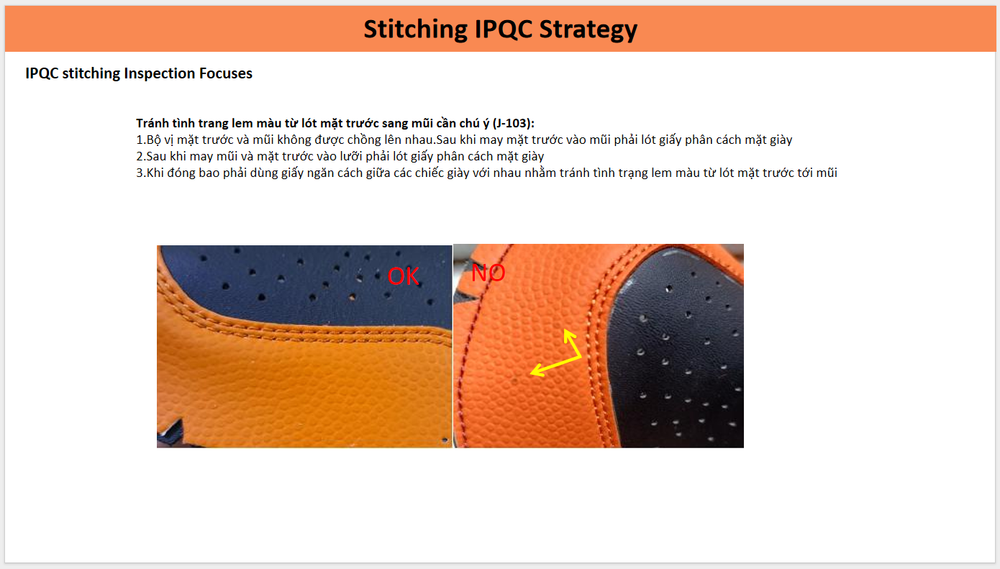 Stitching IPQC Strategy
IPQC stitching Inspection Focuses
Tránh tình trang lem màu từ lót mặt trước sang mũi cần chú ý (J-103):
1.Bộ vị mặt trước và mũi không được chồng lên nhau.Sau khi may mặt trước vào mũi phải lót giấy phân cách mặt giày
2.Sau khi may mũi và mặt trước vào lưỡi phải lót giấy phân cách mặt giày
3.Khi đóng bao phải dùng giấy ngăn cách giữa các chiếc giày với nhau nhằm tránh tình trạng lem màu từ lót mặt trước tới mũi
OK
NO